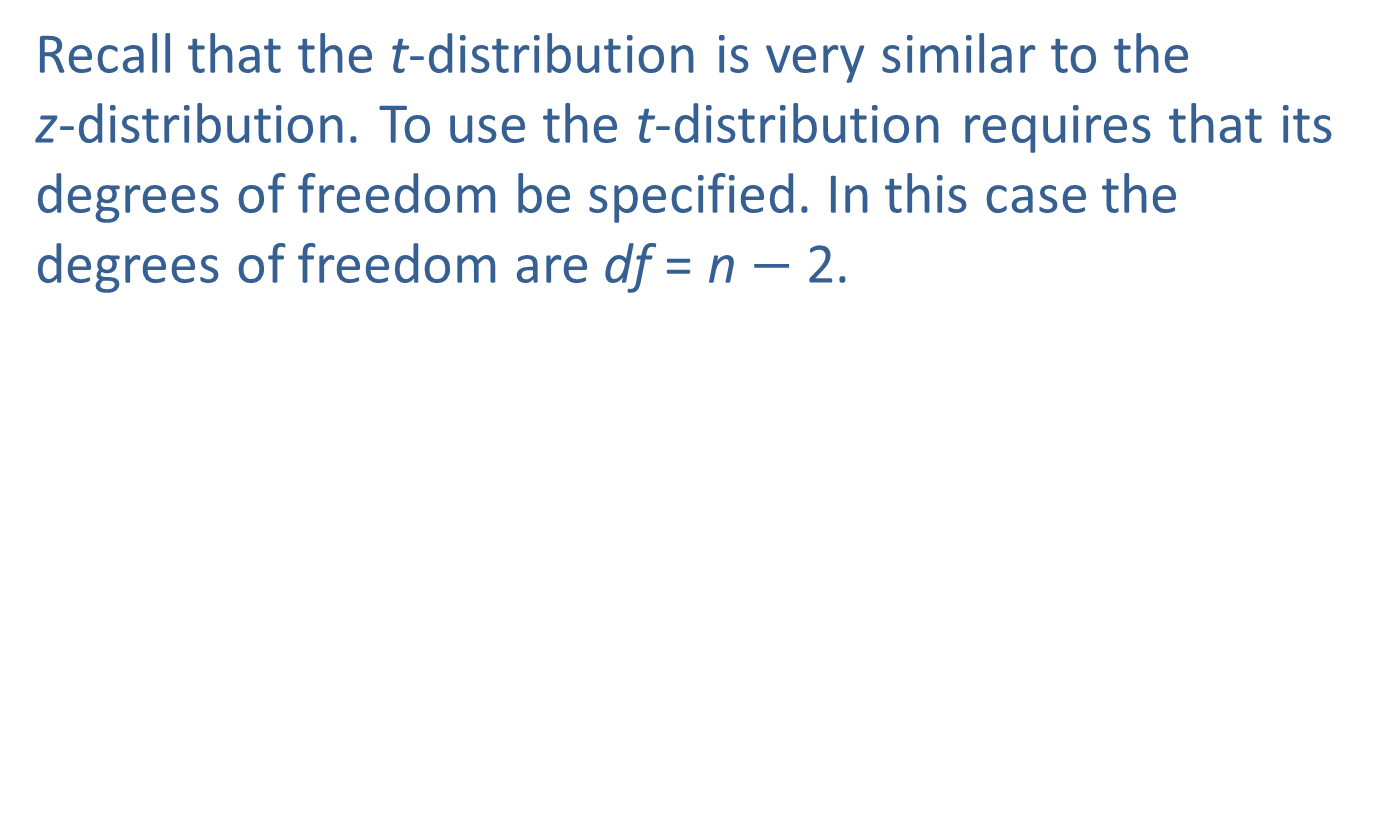 Recall that the t-distribution is very similar to the
z-distribution. To use the t-distribution requires that its
degrees of freedom be specified. In this case the
degrees of freedom are df = n − 2.